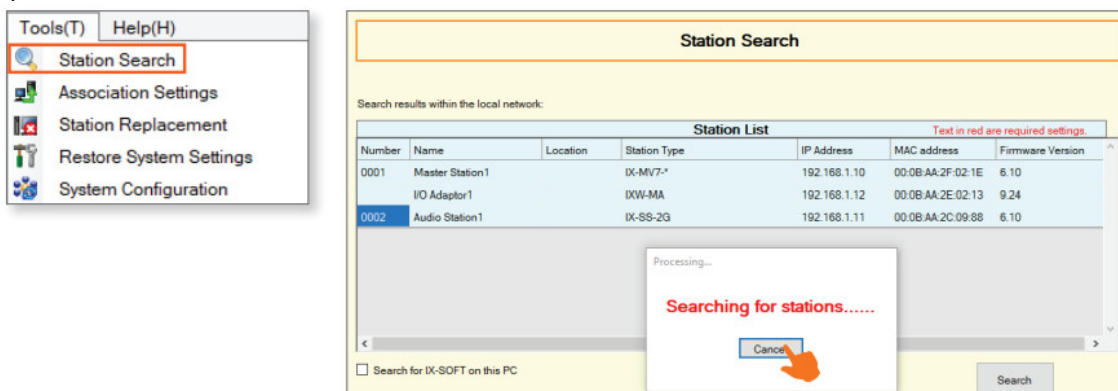 Tools(T) Help(H)
Station Search
Association Settings
Station Replacement
Restore System Settings
System Configuration
Station Search
Search results within the local network:
Station List Text in red are required settings.
Number Name Location Station Type IP Address MAC address Firmware Version
0001 Master Station1 IX-MV7-* 192.168.1.10 00:0B:AA:2F:02:1E 6.10
I/O Adaptor1 IXW-MA 192.168.1.12 00:0B:AA:2E:02:13 9.24
0002 Audio Station1 IX-SS-2G 192.168.1.11 00:0B:AA:2C:09:88 6.10
Processing...
Searching for stations......
Cancel
Search for IX-SOFT on this PC
Search